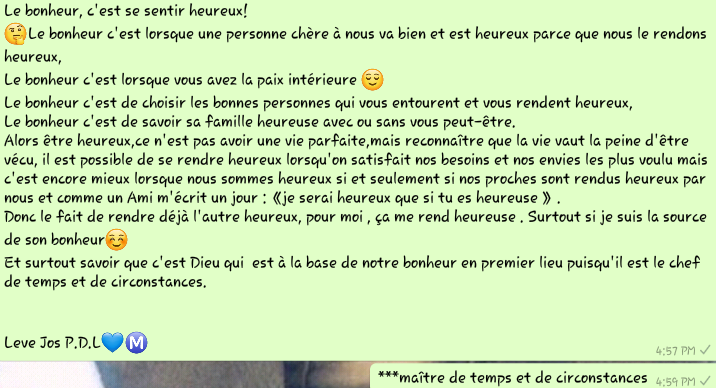 Le bonheur, c'est se sentir heureux!
🤔Le bonheur c'est lorsque une personne chère à nous va bien et est heureux parce que nous le rendons
heureux,
Le bonheur c'est lorsque vous avez la paix intérieure 😌
Le bonheur c'est de choisir les bonnes personnes qui vous entourent et vous rendent heureux,
Le bonheur c'est de savoir sa famille heureuse avec ou sans vous peut-être.
Alors être heureux,ce n'est pas avoir une vie parfaite,mais reconnaître que la vie vaut la peine d'être
vécu, il est possible de se rendre heureux lorsqu'on satisfait nos besoins et nos envies les plus voulu mais
c'est encore mieux lorsque nous sommes heureux si et seulement si nos proches sont rendus heureux par
nous et comme un Ami m'écrit un jour : 《je serai heureux que si tu es heureuse 》 .
Donc le fait de rendre déjà l'autre heureux, pour moi , ça me rend heureuse . Surtout si je suis la source
de son bonheur☺️
Et surtout savoir que c'est Dieu qui  est à la base de notre bonheur en premier lieu puisqu'il est le chef
de temps et de circonstances.
Leve Jos P.D.L💙Ⓜ️
4:57 PM ✓
***maître de temps et de circonstances 4:59 PM ✓